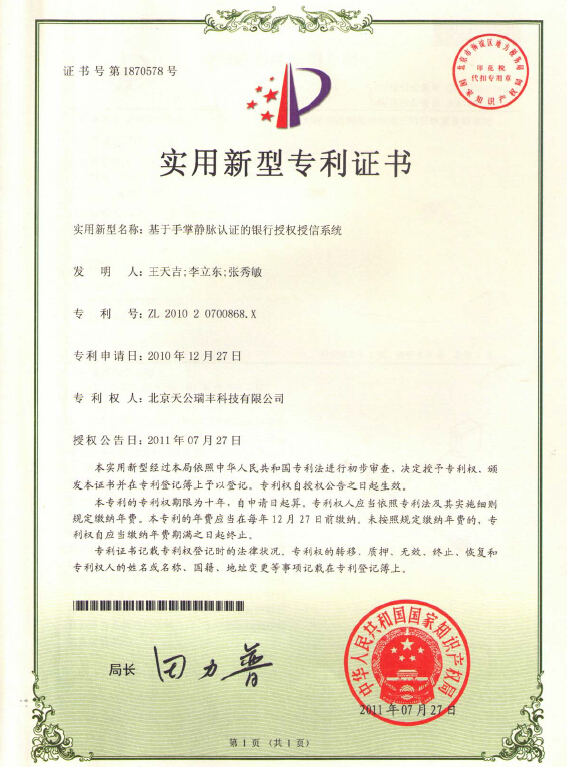 证书号第1870578号
北京市海淀区地方税务局
印花税
代扣专用章
国家知识产权局
实用新型专利证书
实用新型名称：基于手掌静脉认证的银行授权授信系统
发 明 人：王天吉;李立东;张秀敏
专 利 号：ZL 2010 2 0700868.X
专利申请日：2010年12月27日
专 利 权 人：北京天公瑞丰科技有限公司
授权公告日：2011年07月27日
本实用新型经过本局依照中华人民共和国专利法进行初步审查，决定授予专利权，颁
发本证书并在专利登记簿上予以登记。专利权自授权公告之日起生效。
本专利的专利权期限为十年，自申请日起算。专利权人应当依照专利法及其实施细则
规定缴纳年费。本专利的年费应当在每年12月27日前缴纳。未按照规定缴纳年费的，专
利权自应当缴纳年费期满之日起终止。
专利证书记载专利权登记时的法律状况。专利权的转移、质押、无效、终止、恢复和
专利权人的姓名或名称、国籍、地址变更等事项记载在专利登记簿上。
局长 田力普
中华人民共和国国家知识产权局
2011年07月27日
第1页（共1页）